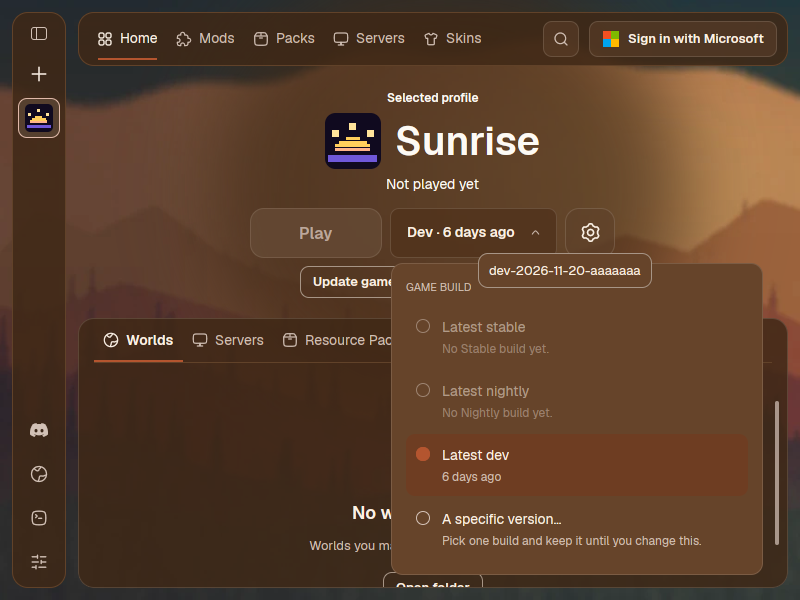 Home
Mods
Packs
Servers
Skins
Sign in with Microsoft
Selected profile
Sunrise
Not played yet
Play
Dev · 6 days ago
dev-2026-11-20-aaaaaaa
Update game
GAME BUILD
Latest stable
No Stable build yet.
Latest nightly
No Nightly build yet.
Latest dev
6 days ago
A specific version...
Pick one build and keep it until you change this.
Worlds
Servers
Resource Pac
No w
Worlds you ma
Open folder